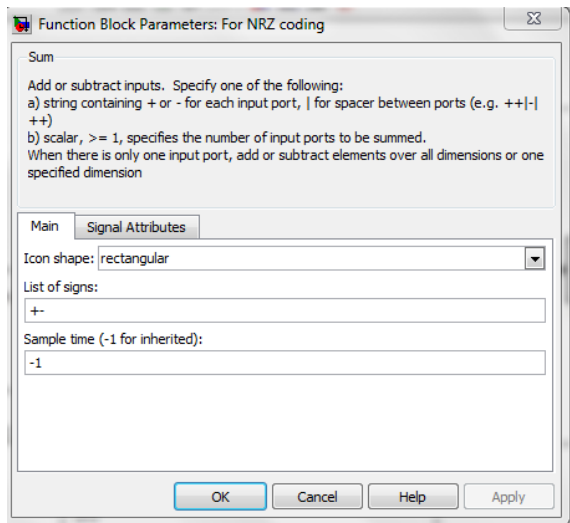 Function Block Parameters: For NRZ coding
Sum
Add or subtract inputs. Specify one of the following:
a) string containing + or - for each input port, | for spacer between ports (e.g. ++|-|
++)
b) scalar, >= 1, specifies the number of input ports to be summed.
When there is only one input port, add or subtract elements over all dimensions or one
specified dimension
Main Signal Attributes
Icon shape: rectangular
List of signs:
+-
Sample time (-1 for inherited):
-1
OK Cancel Help Apply